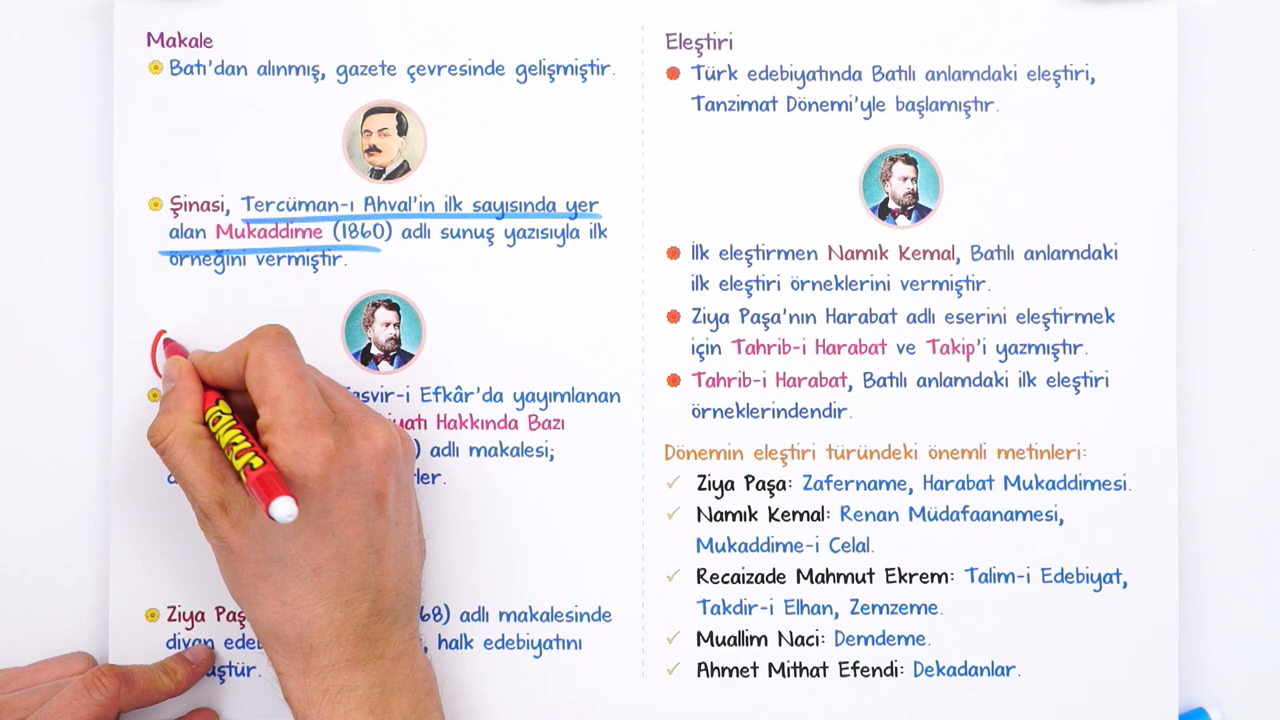 Makale
Batı'dan alınmış, gazete çevresinde gelişmiştir.
Şinasi, Tercüman-ı Ahval'in ilk sayısında yer
alan Mukaddime (1860) adlı sunuş yazısıyla ilk
örneğini vermiştir.
Tasvir-i Efkâr'da yayımlanan
Hakkında Bazı
adlı makalesi;
Ziya 68) adlı makalesinde
divan halk edebiyatını
Eleştiri
Türk edebiyatında Batılı anlamdaki eleştiri,
Tanzimat Dönemi'yle başlamıştır.
İlk eleştirmen Namık Kemal, Batılı anlamdaki
ilk eleştiri örneklerini vermiştir.
Ziya Paşa'nın Harabat adlı eserini eleştirmek
için Tahrib-i Harabat ve Takip'i yazmıştır.
Tahrib-i Harabat, Batılı anlamdaki ilk eleştiri
örneklerindendir.
Dönemin eleştiri türündeki önemli metinleri:
Ziya Paşa: Zafername, Harabat Mukaddimesi.
Namık Kemal: Renan Müdafaanamesi,
Mukaddime-i Celal.
Recaizade Mahmut Ekrem: Talim-i Edebiyat,
Takdir-i Elhan, Zemzeme.
Muallim Naci: Demdeme.
Ahmet Mithat Efendi: Dekadanlar.